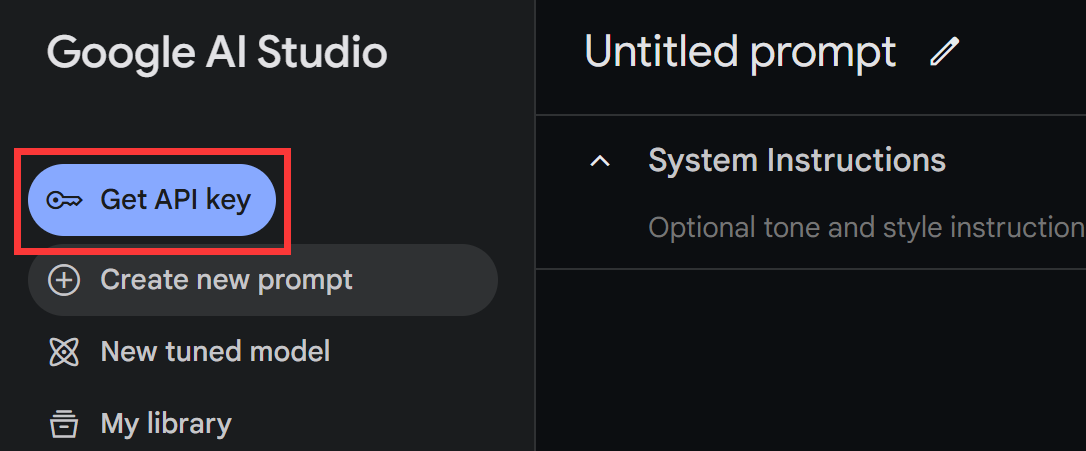 Google AI Studio
Untitled prompt
Get API key
Create new prompt
New tuned model
My library
System Instructions
Optional tone and style instruction